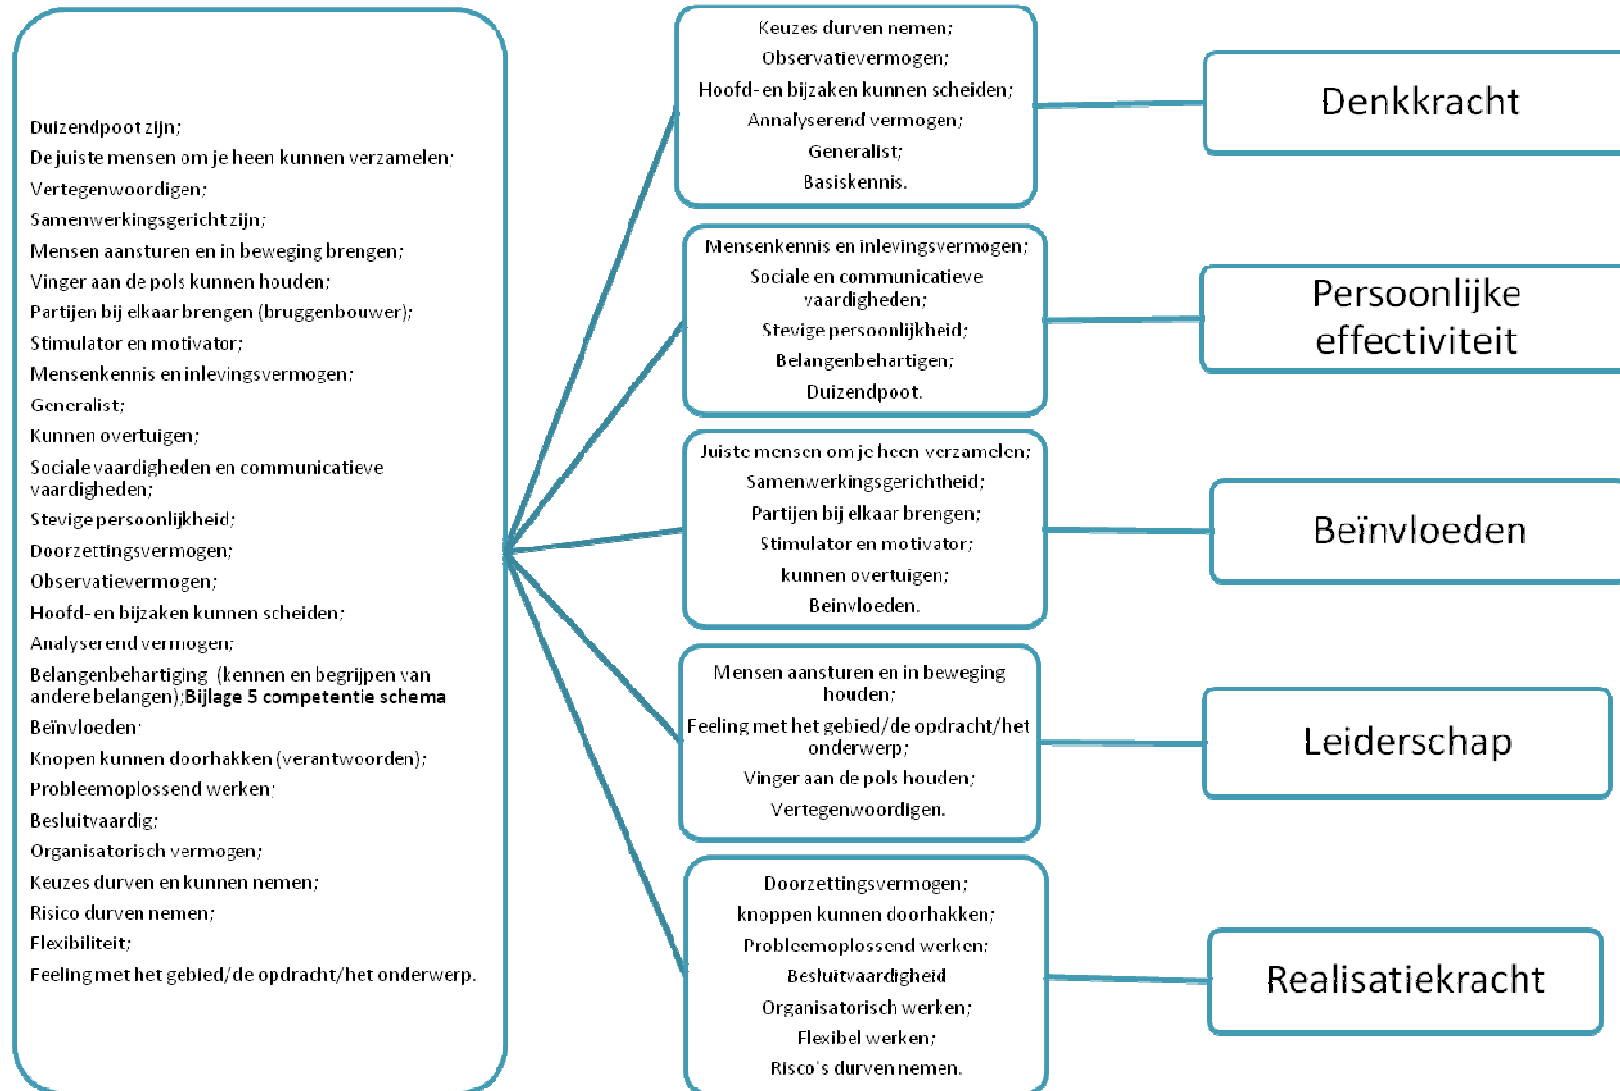 Duizendpoot zijn;
De juiste mensen om je heen kunnen verzamelen;
Vertegenwoordigen;
Samenwerkingsgericht zijn;
Mensen aansturen en in beweging brengen;
Vinger aan de pols kunnen houden;
Partijen bij elkaar brengen (bruggenbouwer);
Stimulator en motivator;
Mensenkennis en inlevingsvermogen;
Generalist;
Kunnen overtuigen;
Sociale vaardigheden en communicatieve
vaardigheden;
Stevige persoonlijkheid;
Doorzettingsvermogen;
Observatievermogen;
Hoofd- en bijzaken kunnen scheiden;
Analyserend vermogen;
Belangenbehartiging (kennen en begrijpen van
andere belangen);Bijlage 5 competentie schema
Beïnvloeden;
Knopen kunnen doorhakken (verantwoorden);
Probleemoplossend werken;
Besluitvaardig;
Organisatorisch vermogen;
Keuzes durven en kunnen nemen;
Risico durven nemen;
Flexibiliteit;
Feeling met het gebied/de opdracht/het onderwerp.
Keuzes durven nemen;
Observatievermogen;
Hoofd- en bijzaken kunnen scheiden;
Annalyserend vermogen;
Generalist;
Basiskennis.
Denkkracht
Mensenkennis en inlevingsvermogen;
Sociale en communicatieve
vaardigheden;
Stevige persoonlijkheid;
Belangenbehartigen;
Duizendpoot.
Persoonlijke
effectiviteit
Juiste mensen om je heen verzamelen;
Samenwerkingsgerichtheid;
Partijen bij elkaar brengen;
Stimulator en motivator;
kunnen overtuigen;
Beinvloeden.
Beïnvloeden
Mensen aansturen en in beweging
houden;
Feeling met het gebied/de opdracht/het
onderwerp;
Vinger aan de pols houden;
Vertegenwoordigen.
Leiderschap
Doorzettingsvermogen;
knoppen kunnen doorhakken;
Probleemoplossend werken;
Besluitvaardigheid
Organisatorisch werken;
Flexibel werken;
Risico's durven nemen.
Realisatiekracht